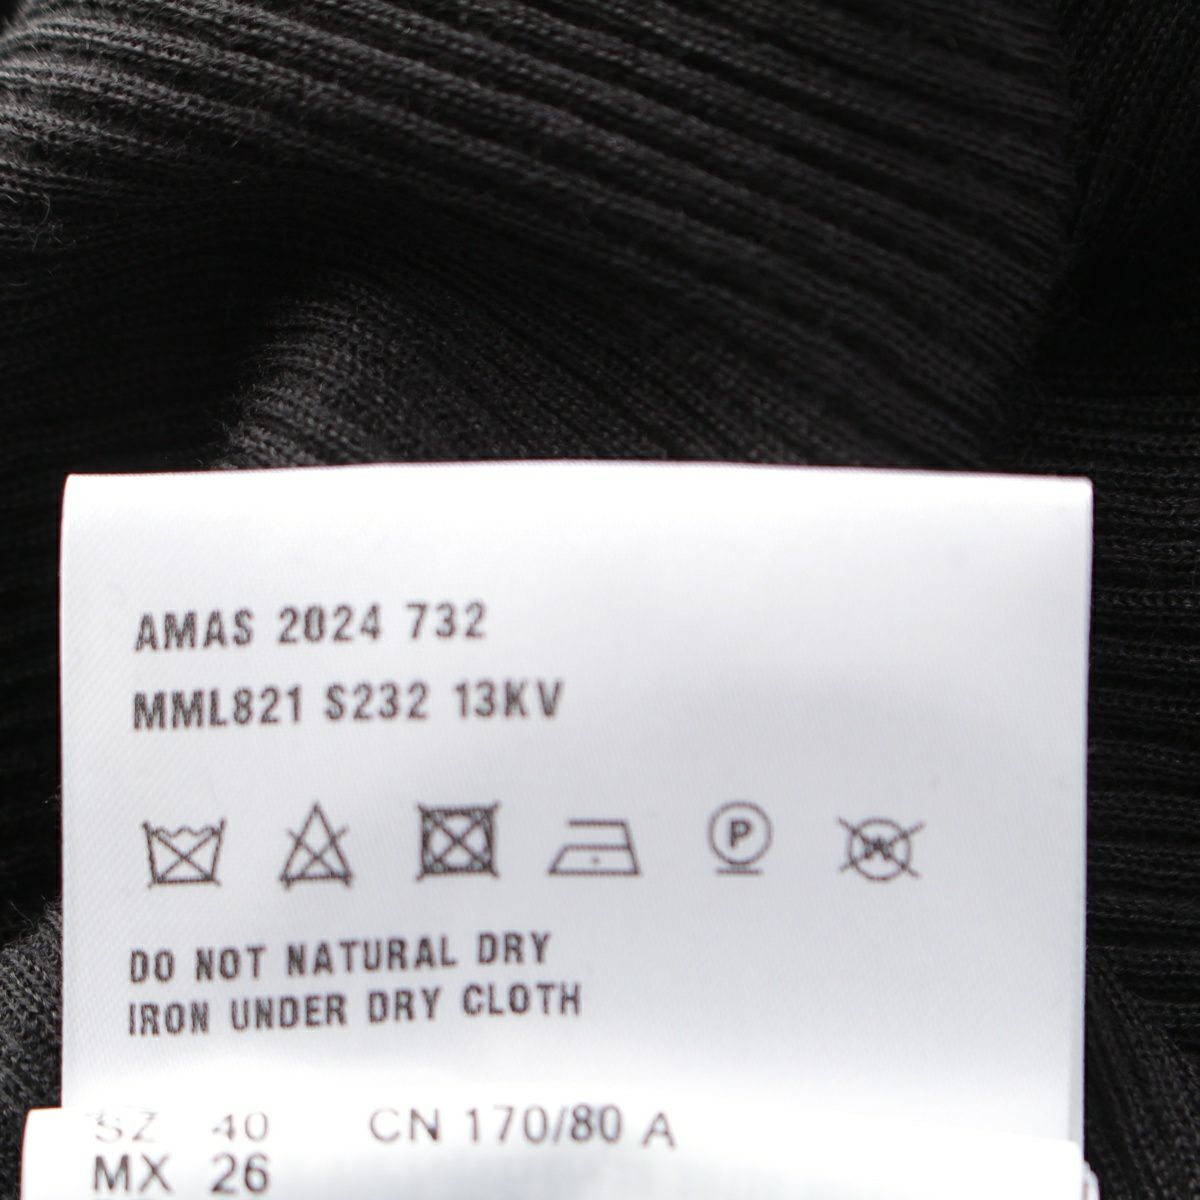 AMAS 2024 732
MML821 S232 13KV
P
W
DO NOT NATURAL DRY
IRON UNDER DRY CLOTH
SZ 40 CN 170/80 A
MX 26